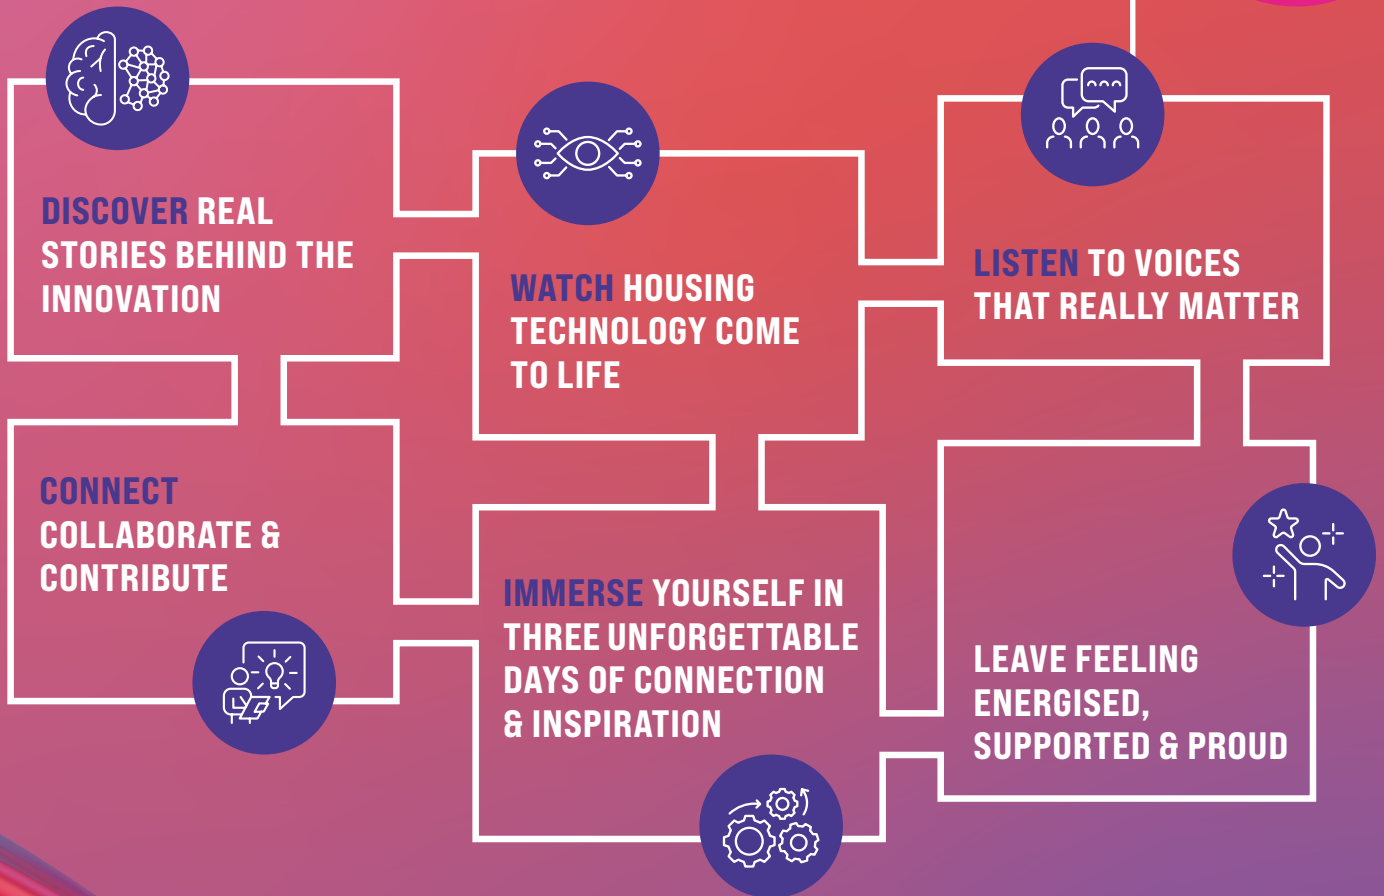 DISCOVER REAL
STORIES BEHIND THE
INNOVATION
WATCH HOUSING
TECHNOLOGY COME
TO LIFE
LISTEN TO VOICES
THAT REALLY MATTER
CONNECT
COLLABORATE &
CONTRIBUTE
IMMERSE YOURSELF IN
THREE UNFORGETTABLE
DAYS OF CONNECTION
& INSPIRATION
LEAVE FEELING
ENERGISED,
SUPPORTED & PROUD